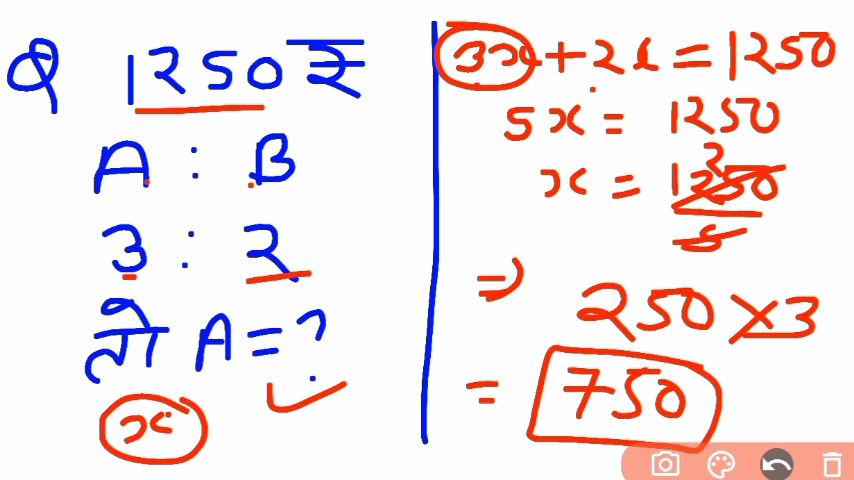 Q 1250 ₹
A : B
3 : 2
तो A = ?
x
3x + 2x = 1250
5x = 1250
x = 1250
5
⇒ 250 × 3
= 750